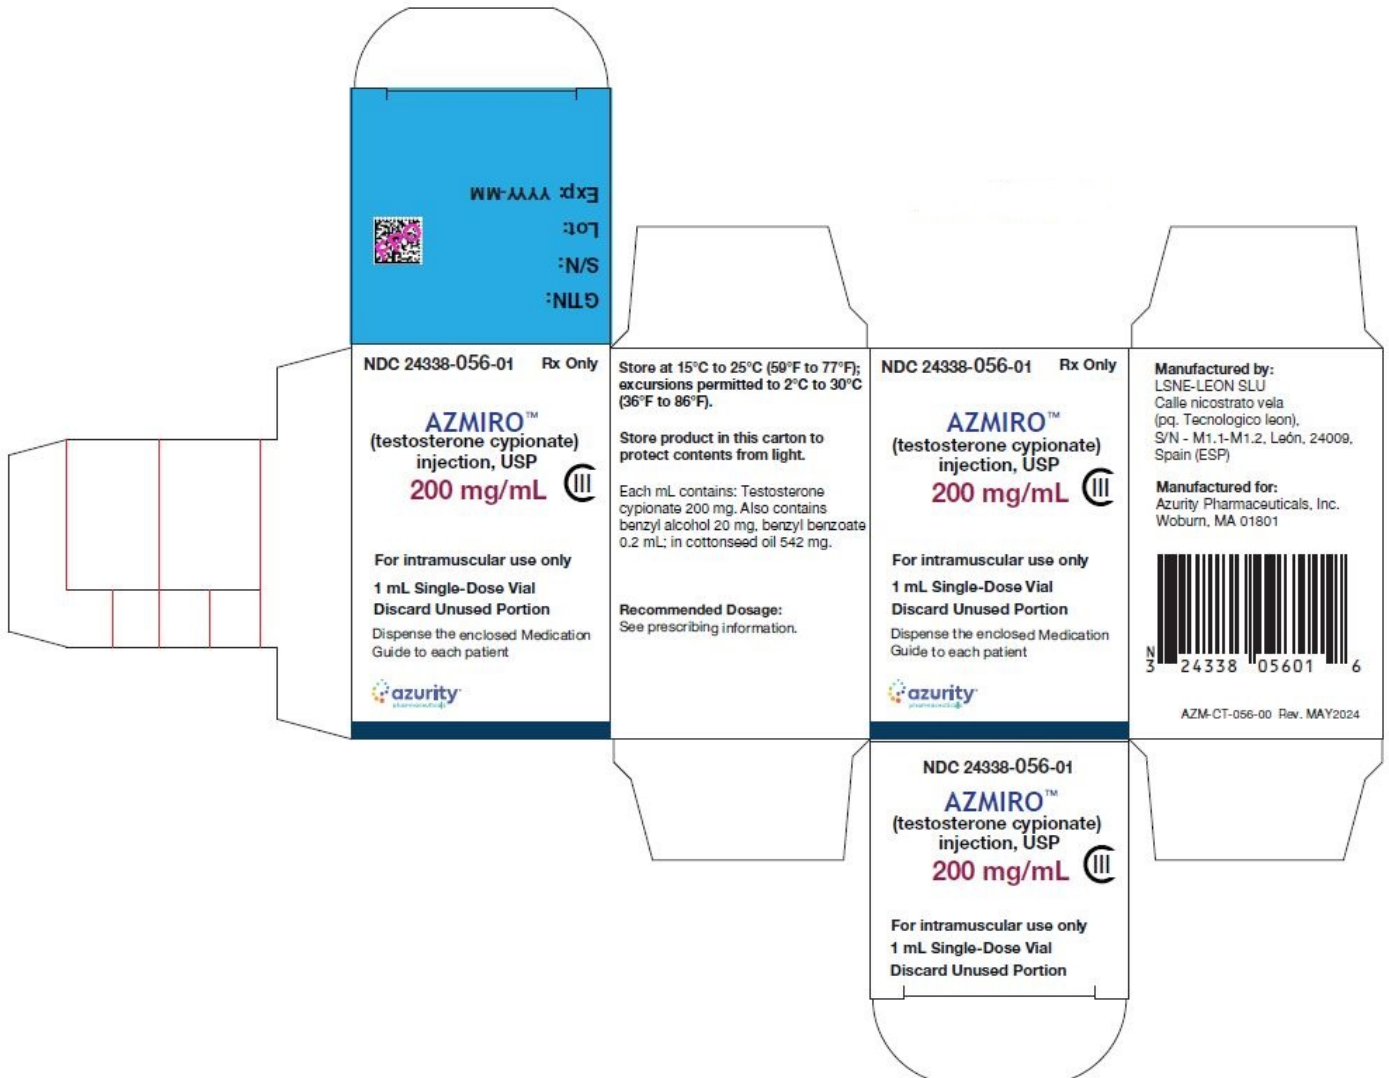 Exp: YYYY-MM
Lot:
S/N:
GTIN:
FPO
NDC 24338-056-01 Rx Only
AZMIRO™
(testosterone cypionate)
injection, USP
200 mg/mL CIII
For intramuscular use only
1 mL Single-Dose Vial
Discard Unused Portion
Dispense the enclosed Medication
Guide to each patient
azurity
pharmaceuticals
Store at 15°C to 25°C (59°F to 77°F);
excursions permitted to 2°C to 30°C
(36°F to 86°F).
Store product in this carton to
protect contents from light.
Each mL contains: Testosterone
cypionate 200 mg. Also contains
benzyl alcohol 20 mg, benzyl benzoate
0.2 mL; in cottonseed oil 542 mg.
Recommended Dosage:
See prescribing information.
NDC 24338-056-01 Rx Only
AZMIRO™
(testosterone cypionate)
injection, USP
200 mg/mL CIII
For intramuscular use only
1 mL Single-Dose Vial
Discard Unused Portion
Dispense the enclosed Medication
Guide to each patient
azurity
pharmaceuticals
Manufactured by:
LSNE-LEON SLU
Calle nicostrato vela
(pq. Tecnologico leon),
S/N - M1.1-M1.2, León, 24009,
Spain (ESP)
Manufactured for:
Azurity Pharmaceuticals, Inc.
Woburn, MA 01801
N
3 24338 05601 6
AZM-CT-056-00 Rev. MAY2024
NDC 24338-056-01
AZMIRO™
(testosterone cypionate)
injection, USP
200 mg/mL CIII
For intramuscular use only
1 mL Single-Dose Vial
Discard Unused Portion